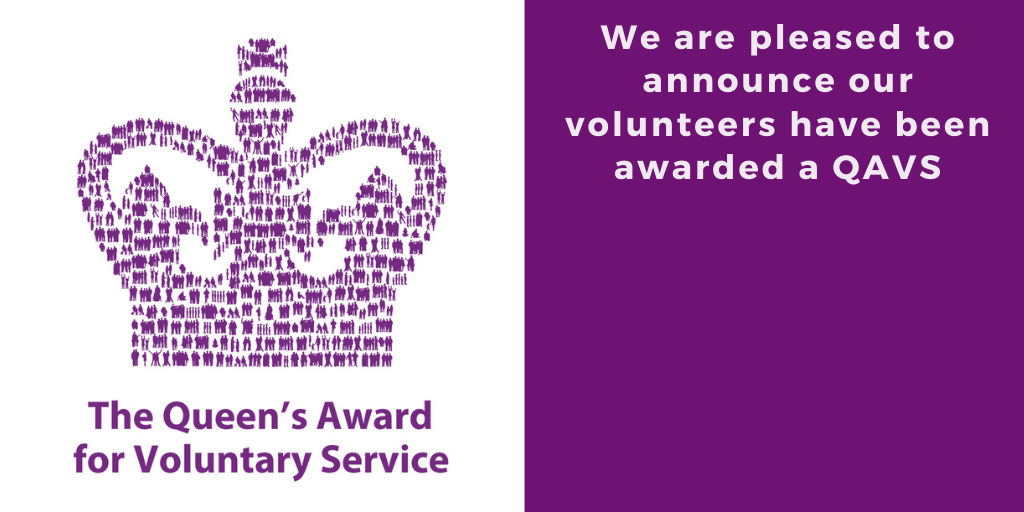 The Queen’s Award
for Voluntary Service
We are pleased to
announce our
volunteers have been
awarded a QAVS